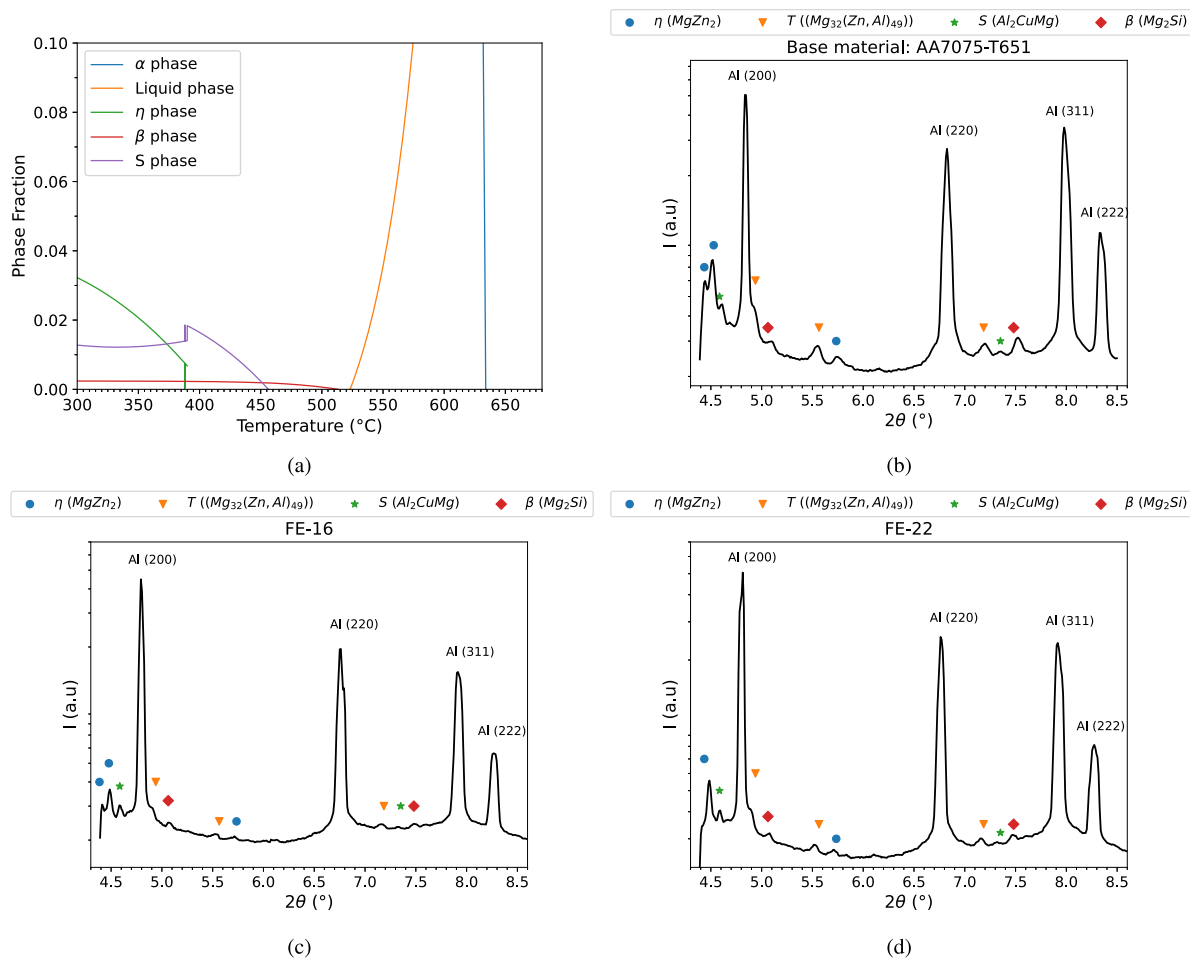 0.10
0.08
0.06
0.04
0.02
0.00
Phase Fraction
α phase
Liquid phase
η phase
β phase
S phase
300 350 400 450 500 550 600 650
Temperature (°C)
(a)
η (MgZn₂) T ((Mg₃₂(Zn, Al)₄₉)) S (Al₂CuMg) β (Mg₂Si)
Base material: AA7075-T651
Al (200)
Al (220)
Al (311)
Al (222)
I (a.u)
4.5 5.0 5.5 6.0 6.5 7.0 7.5 8.0 8.5
2θ (°)
(b)
η (MgZn₂) T ((Mg₃₂(Zn, Al)₄₉)) S (Al₂CuMg) β (Mg₂Si)
FE-16
Al (200)
Al (220)
Al (311)
Al (222)
I (a.u)
4.5 5.0 5.5 6.0 6.5 7.0 7.5 8.0 8.5
2θ (°)
(c)
η (MgZn₂) T ((Mg₃₂(Zn, Al)₄₉)) S (Al₂CuMg) β (Mg₂Si)
FE-22
Al (200)
Al (220)
Al (311)
Al (222)
I (a.u)
4.5 5.0 5.5 6.0 6.5 7.0 7.5 8.0 8.5
2θ (°)
(d)